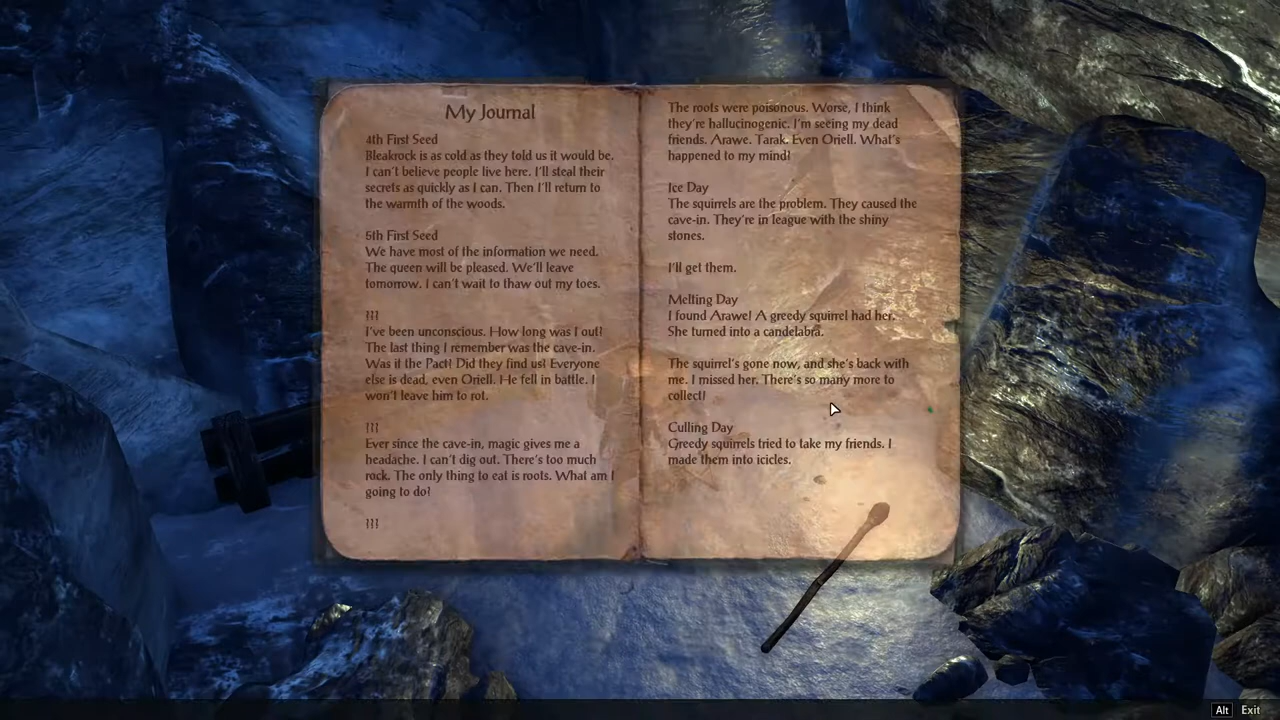 My Journal
4th First Seed
Bleakrock is as cold as they told us it would be.
I can't believe people live here. I'll steal their
secrets as quickly as I can. Then I'll return to
the warmth of the woods.
5th First Seed
We have most of the information we need.
The queen will be pleased. We'll leave
tomorrow. I can't wait to thaw out my toes.
???
I've been unconscious. How long was I out?
The last thing I remember was the cave-in.
Was it the Pact? Did they find us? Everyone
else is dead, even Oriell. He fell in battle. I
won't leave him to rot.
???
Ever since the cave-in, magic gives me a
headache. I can't dig out. There's too much
rock. The only thing to eat is roots. What am I
going to do?
???
The roots were poisonous. Worse, I think
they're hallucinogenic. I'm seeing my dead
friends. Arawe. Tarak. Even Oriell. What's
happened to my mind?
Ice Day
The squirrels are the problem. They caused the
cave-in. They're in league with the shiny
stones.
I'll get them.
Melting Day
I found Arawe! A greedy squirrel had her.
She turned into a candelabra.
The squirrel's gone now, and she's back with
me. I missed her. There's so many more to
collect!
Culling Day
Greedy squirrels tried to take my friends. I
made them into icicles.
Alt Exit